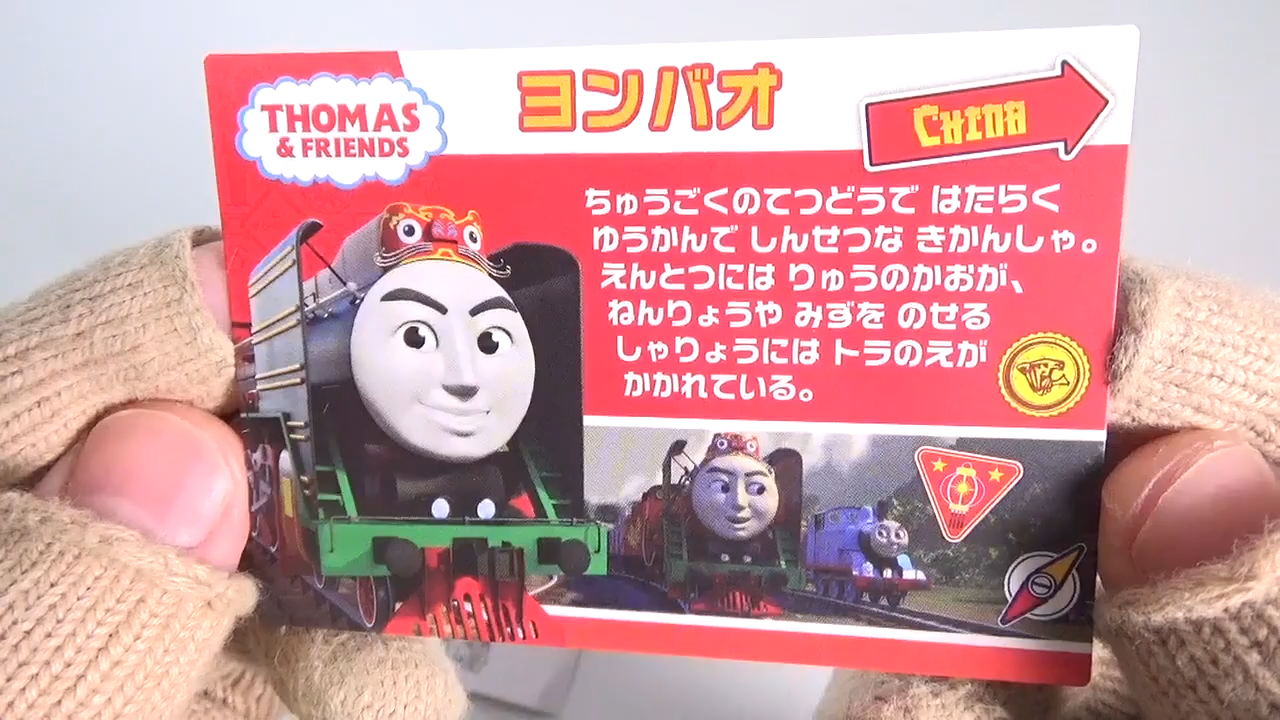 THOMAS
& FRIENDS
ヨンバオ
CHINA
ちゅうごくのてつどうで はたらく
ゆうかんで しんせつな きかんしゃ。
えんとつには りゅうのかおが、
ねんりょうや みずを のせる
しゃりょうには トラのえが
かかれている。